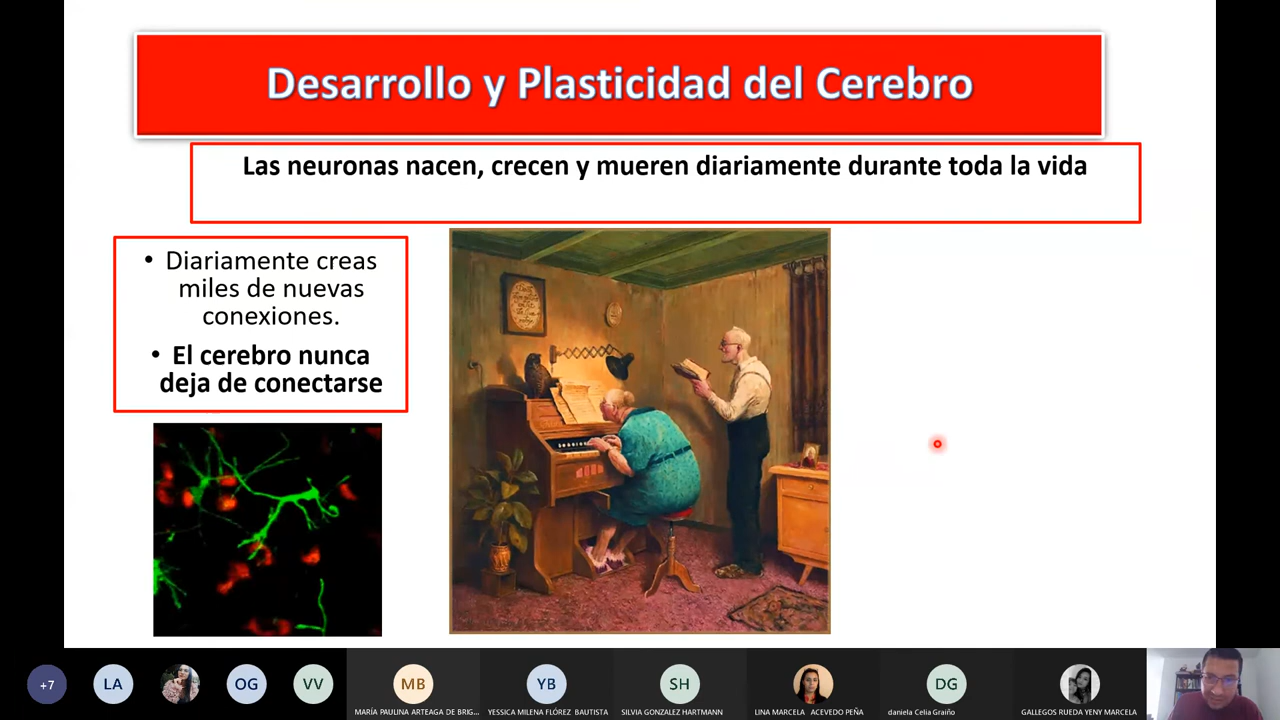 Desarrollo y Plasticidad del Cerebro
Las neuronas nacen, crecen y mueren diariamente durante toda la vida
• Diariamente creas
miles de nuevas
conexiones.
• El cerebro nunca
deja de conectarse
+7
LA
OG
VV
MB
MARÍA PAULINA ARTEAGA DE BRIG...
YB
YESSICA MILENA FLÓREZ BAUTISTA
SH
SILVIA GONZALEZ HARTMANN
LINA MARCELA ACEVEDO PEÑA
DG
daniela Celia Graiño
GALLEGOS RUEDA YENY MARCELA